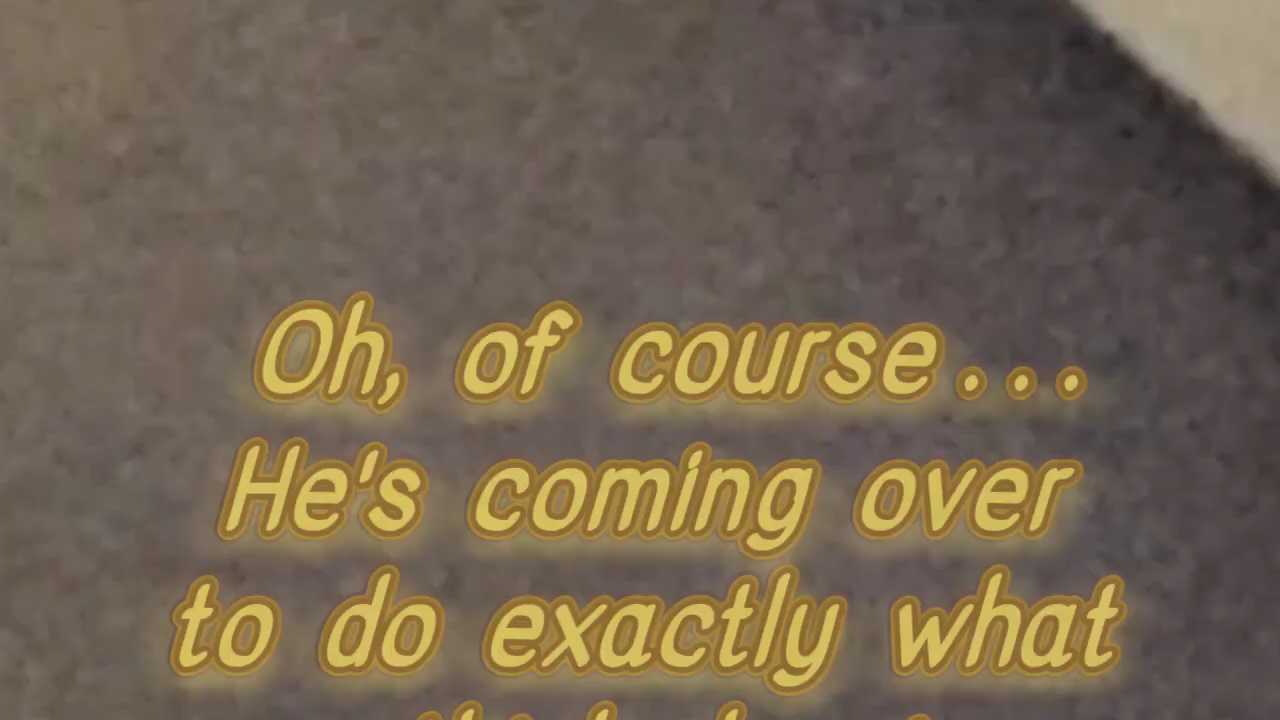 Oh, of course...
He's coming over
to do exactly what